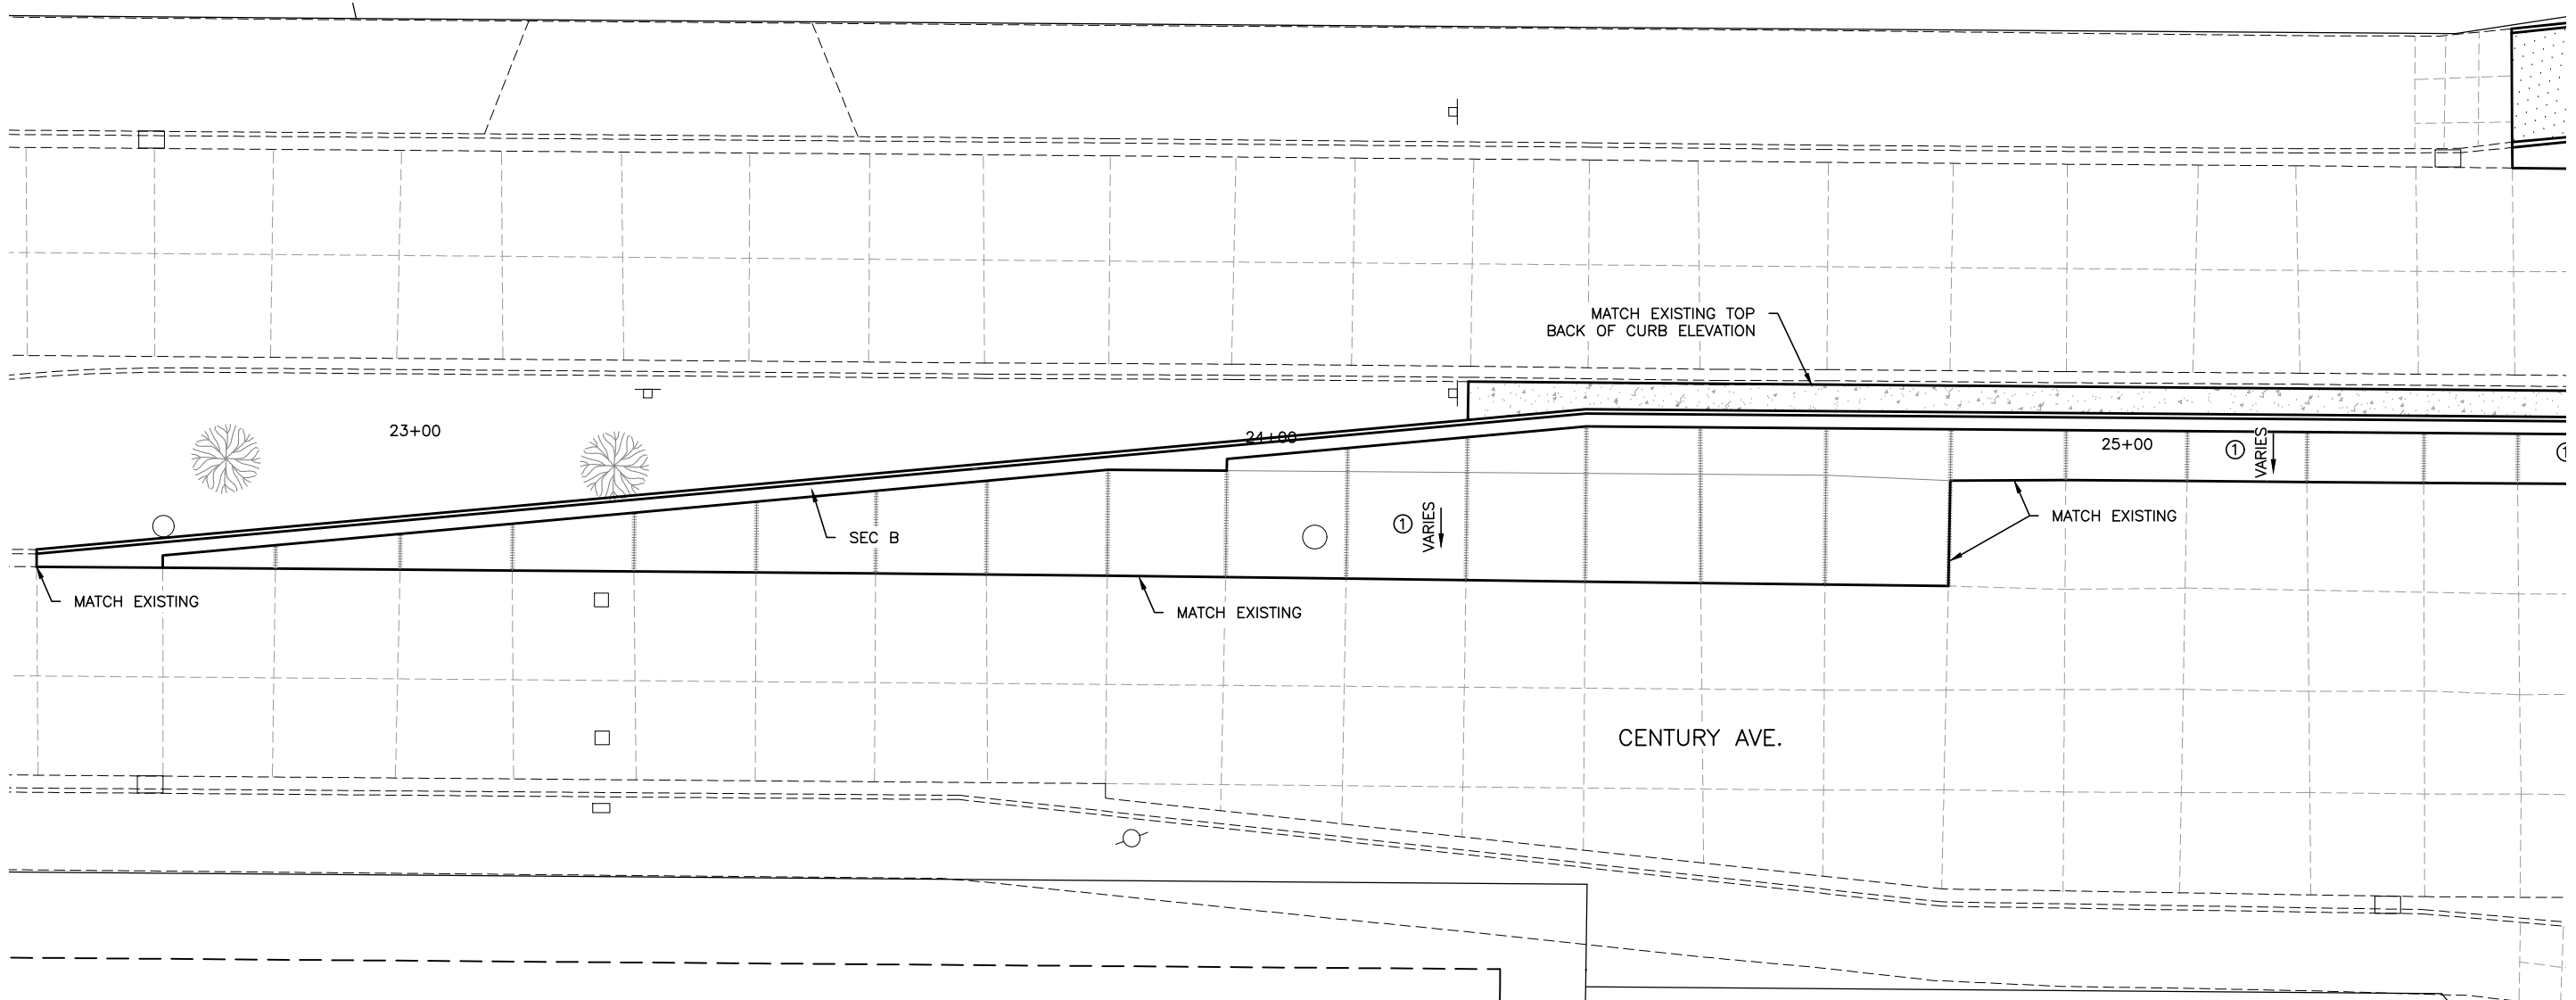 MATCH EXISTING TOP
BACK OF CURB ELEVATION
23+00
24+00
25+00
1
VARIES
1
1
VARIES
SEC B
MATCH EXISTING
MATCH EXISTING
MATCH EXISTING
CENTURY AVE.